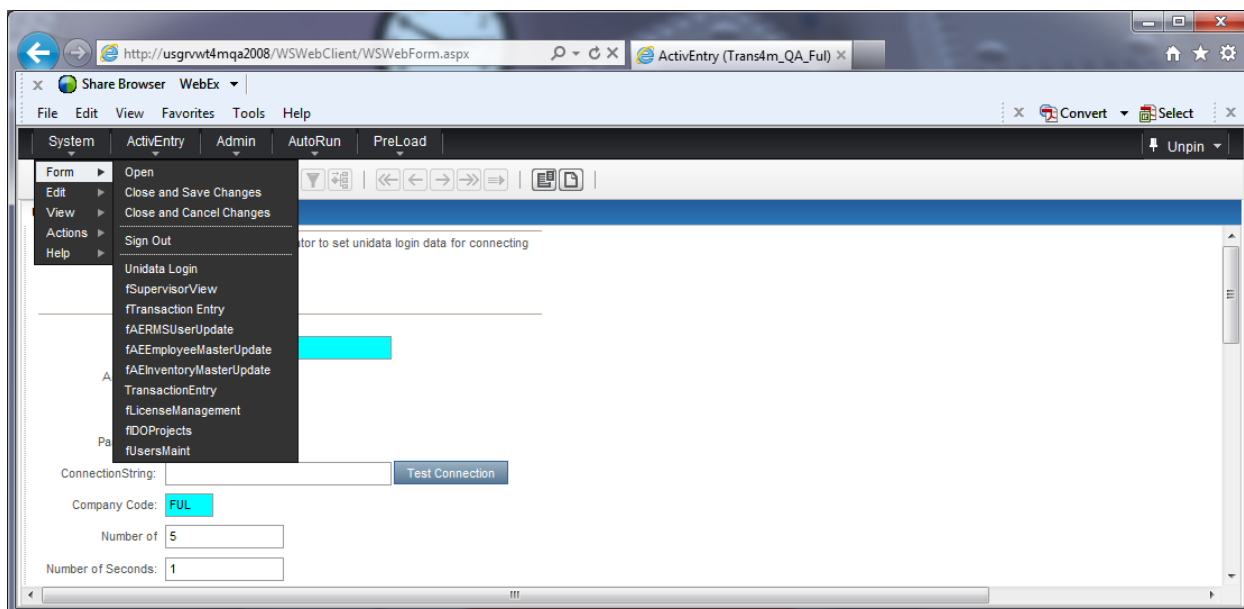 http://usgrvwt4mqa2008/WSWebClient/WSWebForm.aspx
ActivEntry (Trans4m_QA_Ful)
x Share Browser WebEx
File Edit View Favorites Tools Help
x Convert Select x
System ActivEntry Admin AutoRun PreLoad
Unpin
Form
Edit
View
Actions
Help
Open
Close and Save Changes
Close and Cancel Changes
Sign Out
Unidata Login
fSupervisorView
fTransaction Entry
fAERMSUserUpdate
fAEEmployeeMasterUpdate
fAEInventoryMasterUpdate
TransactionEntry
fLicenseManagement
fIDOProjects
fUsersMaint
to set unidata login data for connecting
ConnectionString: Test Connection
Company Code: FUL
Number of 5
Number of Seconds: 1